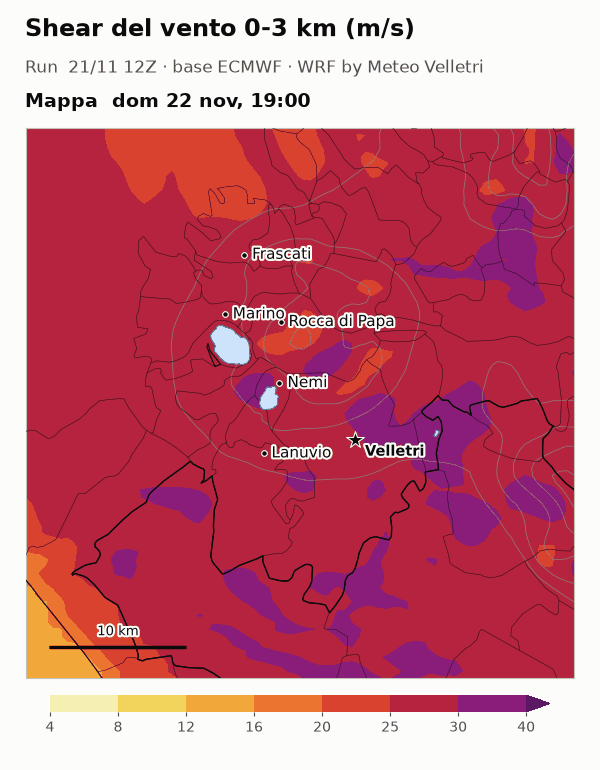 Shear del vento 0-3 km (m/s)
Run  21/11 12Z · base ECMWF · WRF by Meteo Velletri
Mappa  dom 22 nov, 19:00
Frascati
Marino
Rocca di Papa
Nemi
Velletri
Lanuvio
10 km
4 8 12 16 20 25 30 40